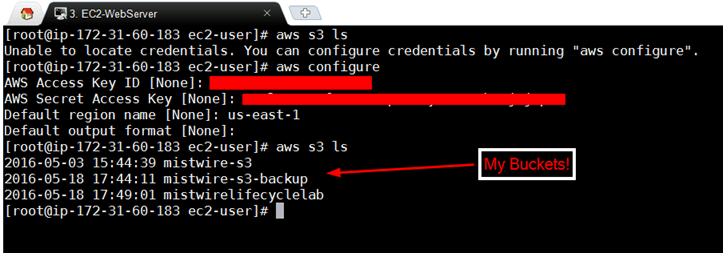 3. EC2-WebServer
[root@ip-172-31-60-183 ec2-user]# aws s3 ls
Unable to locate credentials. You can configure credentials by running "aws configure".
[root@ip-172-31-60-183 ec2-user]# aws configure
AWS Access Key ID [None]:
AWS Secret Access Key [None]:
Default region name [None]: us-east-1
Default output format [None]:
[root@ip-172-31-60-183 ec2-user]# aws s3 ls
2016-05-03 15:44:39 mistwire-s3
2016-05-18 17:44:11 mistwire-s3-backup
My Buckets!
2016-05-18 17:49:01 mistwirelifecyclelab
[root@ip-172-31-60-183 ec2-user]#